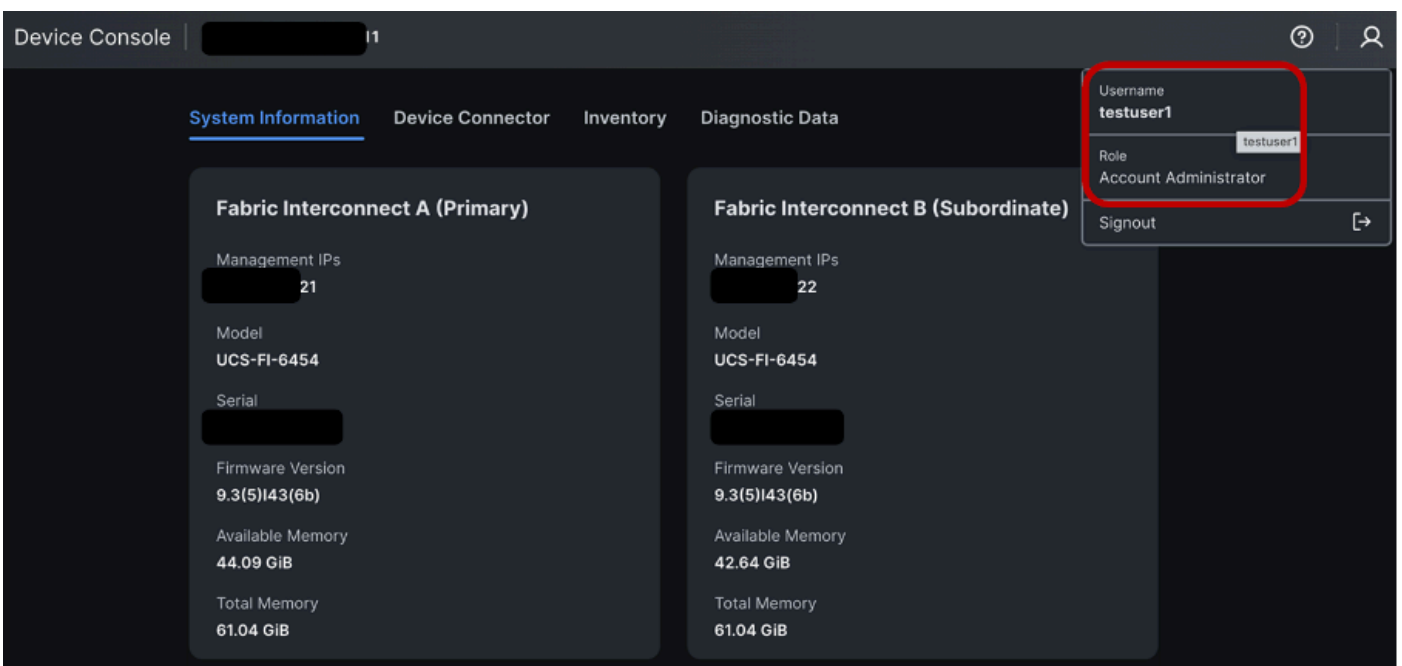 Device Console
11
System Information Device Connector Inventory Diagnostic Data
Username
testuser1
testuser1
Role
Account Administrator
Signout
Fabric Interconnect A (Primary)
Management IPs
21
Model
UCS-FI-6454
Serial
Firmware Version
9.3(5)I43(6b)
Available Memory
44.09 GiB
Total Memory
61.04 GiB
Fabric Interconnect B (Subordinate)
Management IPs
22
Model
UCS-FI-6454
Serial
Firmware Version
9.3(5)I43(6b)
Available Memory
42.64 GiB
Total Memory
61.04 GiB